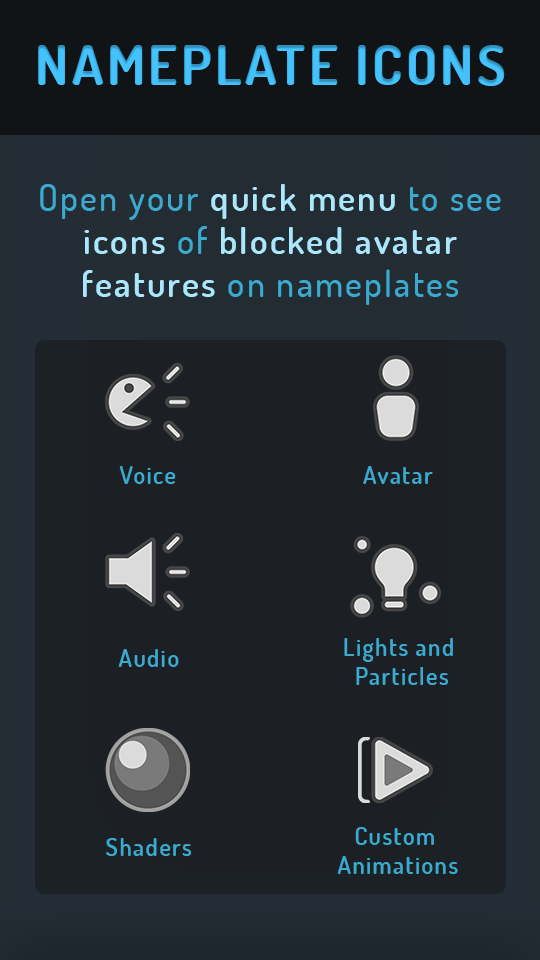 NAMEPLATE ICONS
Open your quick menu to see
icons of blocked avatar
features on nameplates
Voice
Avatar
Audio
Lights and
Particles
Shaders
Custom
Animations